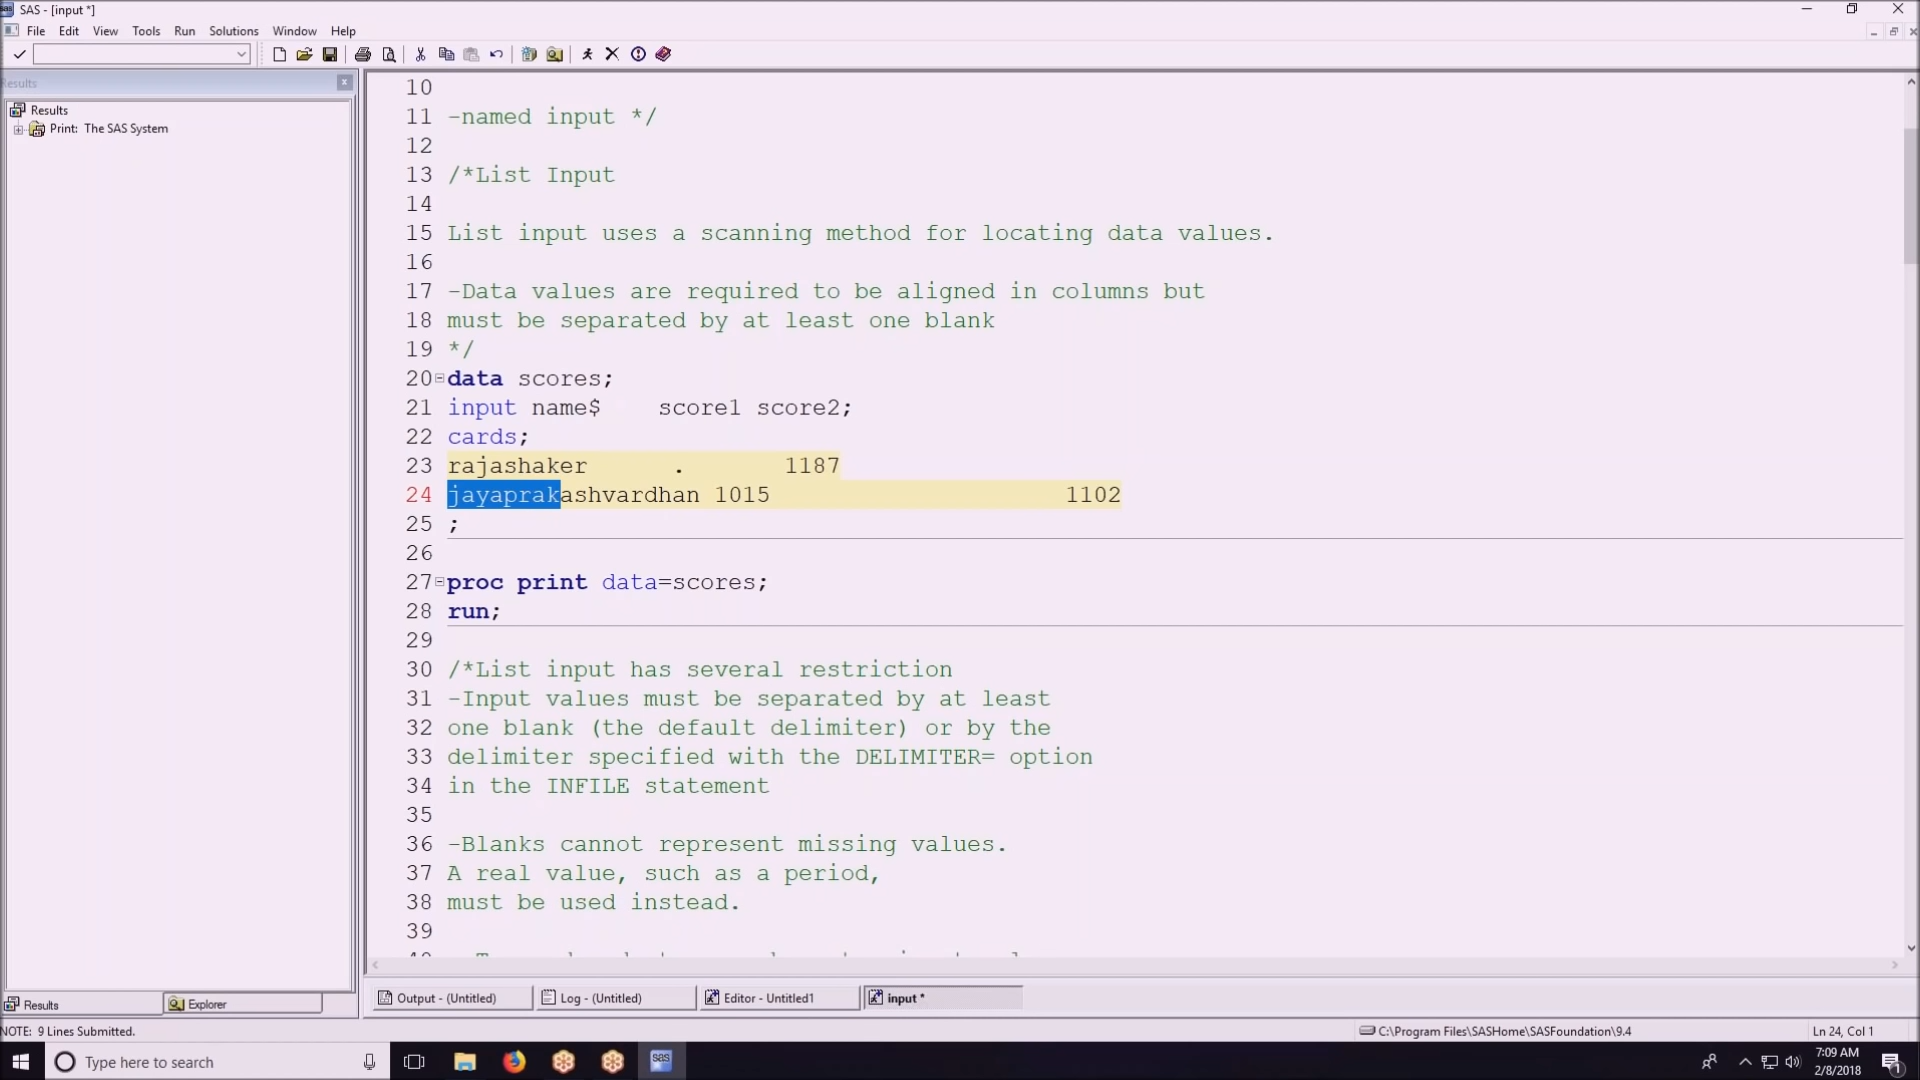 SAS - [input *]
File Edit View Tools Run Solutions Window Help
Results
Results
Print: The SAS System
10
11 -named input */
12
13 /*List Input
14
15 List input uses a scanning method for locating data values.
16
17 -Data values are required to be aligned in columns but
18 must be separated by at least one blank
19 */
20 data scores;
21 input name$ score1 score2;
22 cards;
23 rajashaker . 1187
24 jayaprakashvardhan 1015 1102
25 ;
26
27 proc print data=scores;
28 run;
29
30 /*List input has several restriction
31 -Input values must be separated by at least
32 one blank (the default delimiter) or by the
33 delimiter specified with the DELIMITER= option
34 in the INFILE statement
35
36 -Blanks cannot represent missing values.
37 A real value, such as a period,
38 must be used instead.
39
Results Explorer
Output - (Untitled) Log - (Untitled) Editor - Untitled1 input *
NOTE: 9 Lines Submitted. C:\Program Files\SASHome\SASFoundation\9.4 Ln 24, Col 1
Type here to search
sas
7:09 AM
2/8/2018
1